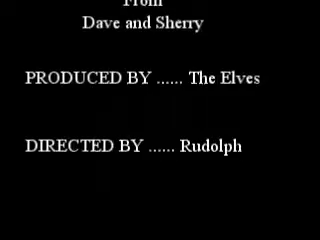 From
Dave and Sherry
PRODUCED BY ...... The Elves
DIRECTED BY ...... Rudolph